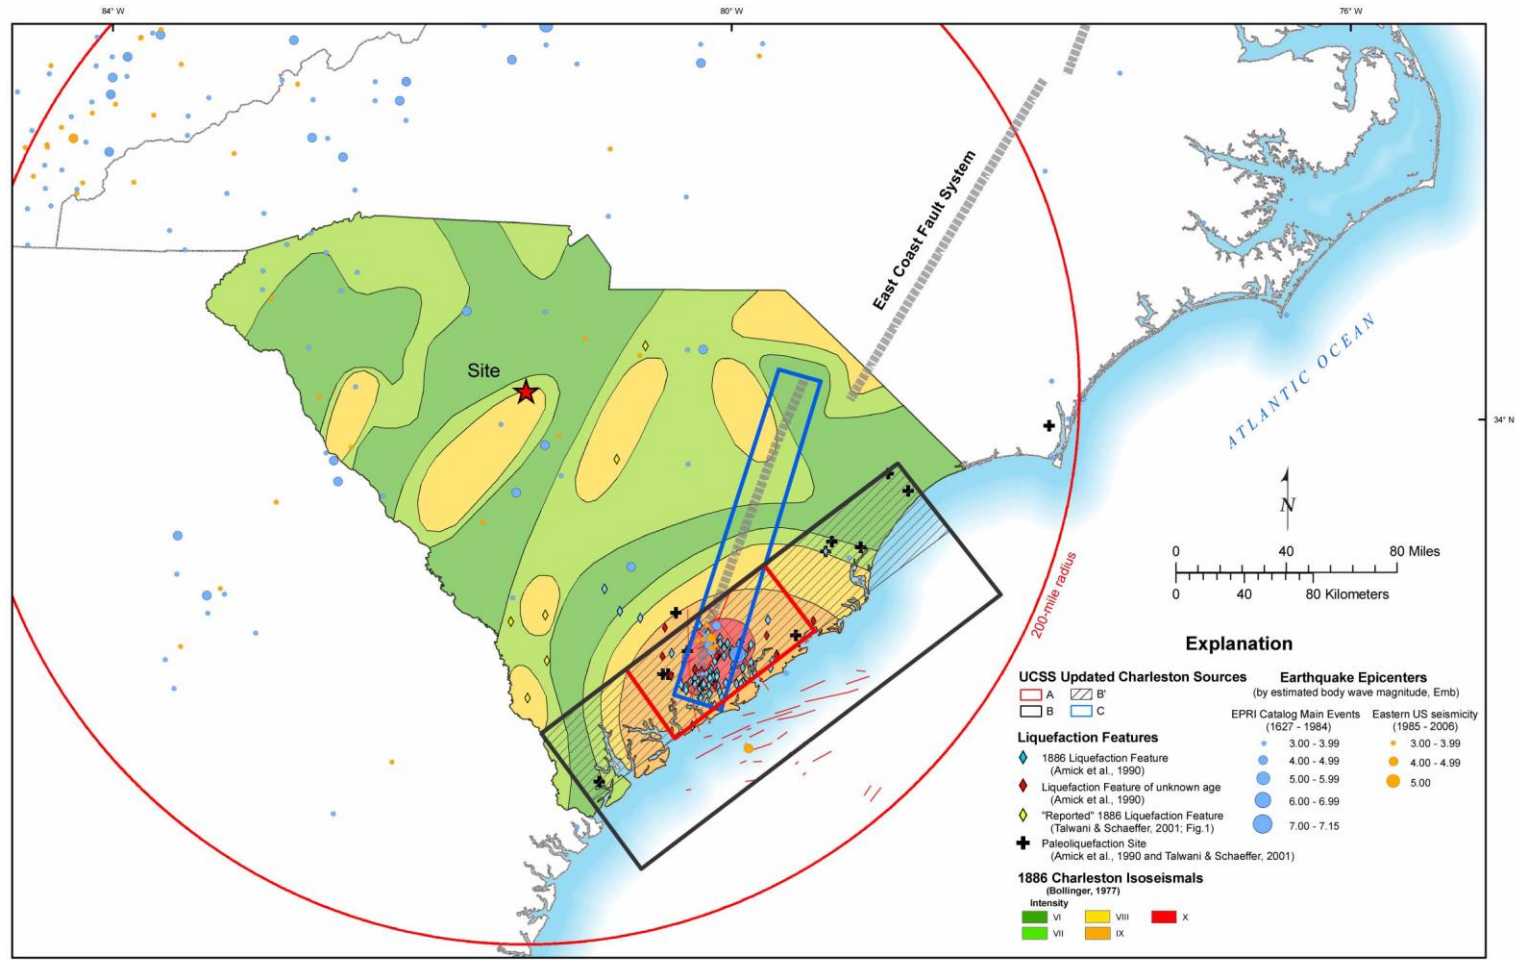 84° W
80° W
76° W
East Coast Fault System
Site
ATLANTIC OCEAN
34° N
N
0 40 80 Miles
0 40 80 Kilometers
200-mile radius
Explanation
UCSS Updated Charleston Sources
A
B'
B
C
Liquefaction Features
1886 Liquefaction Feature
(Amick et al., 1990)
Liquefaction Feature of unknown age
(Amick et al., 1990)
"Reported" 1886 Liquefaction Feature
(Talwani & Schaeffer, 2001; Fig.1)
Paleoliquefaction Site
(Amick et al., 1990 and Talwani & Schaeffer, 2001)
1886 Charleston Isoseismals
(Bollinger, 1977)
Intensity
VI
VIII
X
VII
IX
Earthquake Epicenters
(by estimated body wave magnitude, Emb)
EPRI Catalog Main Events
(1627 - 1984)
3.00 - 3.99
4.00 - 4.99
5.00 - 5.99
6.00 - 6.99
7.00 - 7.15
Eastern US seismicity
(1985 - 2006)
3.00 - 3.99
4.00 - 4.99
5.00